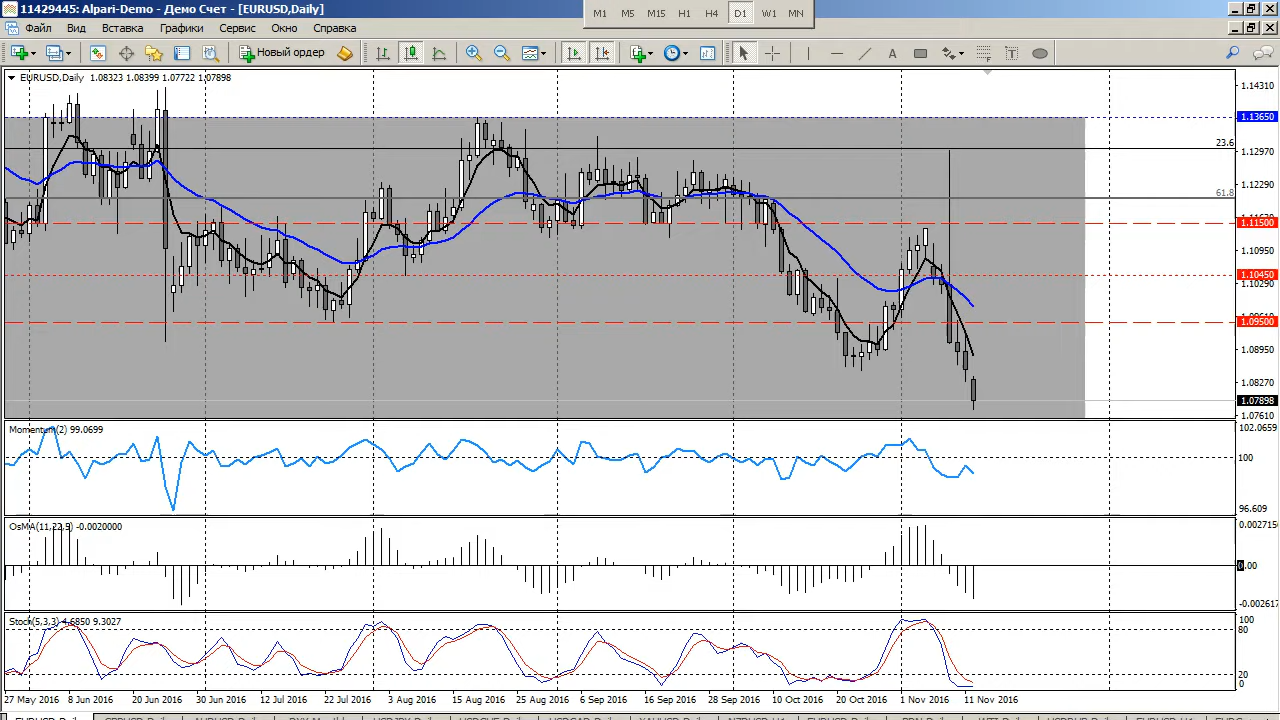 11429445: Alpari-Demo - Демо Счет - [EURUSD,Daily]
M1 M5 M15 H1 H4 D1 W1 MN
Файл Вид Вставка Графики Сервис Окно Справка
Новый ордер
EURUSD,Daily 1.08323 1.08399 1.07722 1.07898
1.14310
1.13650
23.6
1.12970
1.12290
61.8
1.11500
1.10950
1.10450
1.10290
1.09500
1.08950
1.08270
1.07898
1.07610
Momentum(2) 99.0699
102.0659
100
96.609
OsMA(11,22,5) -0.0020000
0.002715
0.00
-0.002617
Stoch(5,3,3) 4.6850 9.3027
100
80
20
0
27 May 2016 8 Jun 2016 20 Jun 2016 30 Jun 2016 12 Jul 2016 22 Jul 2016 3 Aug 2016 15 Aug 2016 25 Aug 2016 6 Sep 2016 16 Sep 2016 28 Sep 2016 10 Oct 2016 20 Oct 2016 1 Nov 2016 11 Nov 2016